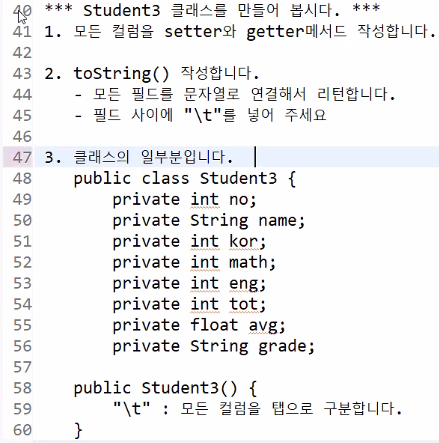 40 *** Student3 클래스를 만들어 봅시다. ***
41 1. 모든 컬럼을 setter와 getter메서드 작성합니다.
42
43 2. toString() 작성합니다.
44    - 모든 필드를 문자열로 연결해서 리턴합니다.
45    - 필드 사이에 "\t"를 넣어 주세요
46
47 3. 클래스의 일부분입니다.
48    public class Student3 {
49        private int no;
50        private String name;
51        private int kor;
52        private int math;
53        private int eng;
54        private int tot;
55        private float avg;
56        private String grade;
57
58    public Student3() {
59        "\t" : 모든 컬럼을 탭으로 구분합니다.
60    }